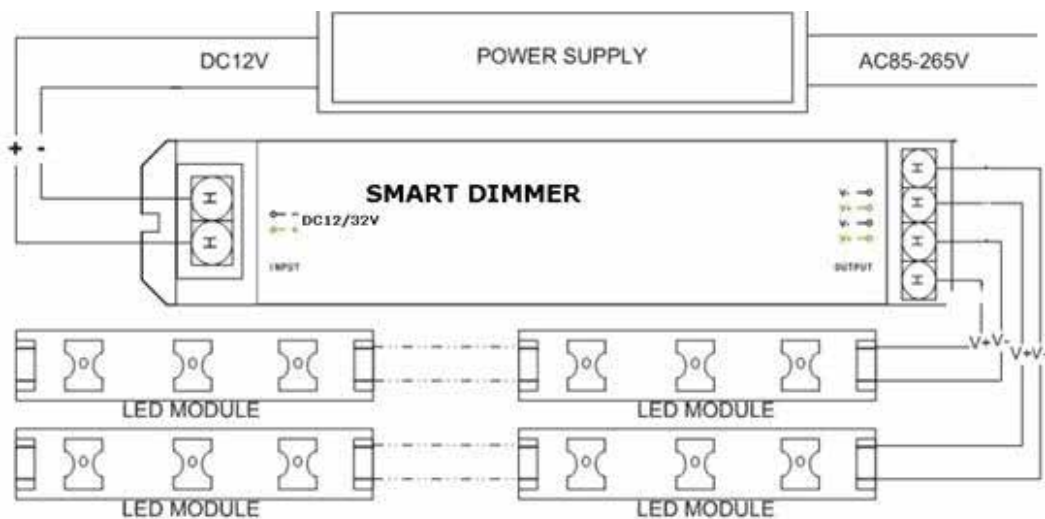 DC12V
POWER SUPPLY
AC85-265V
+ -
SMART DIMMER
DC12/32V
V-
V+
V-
V+
INPUT
OUTPUT
V+V- V+V-
LED MODULE LED MODULE
LED MODULE LED MODULE